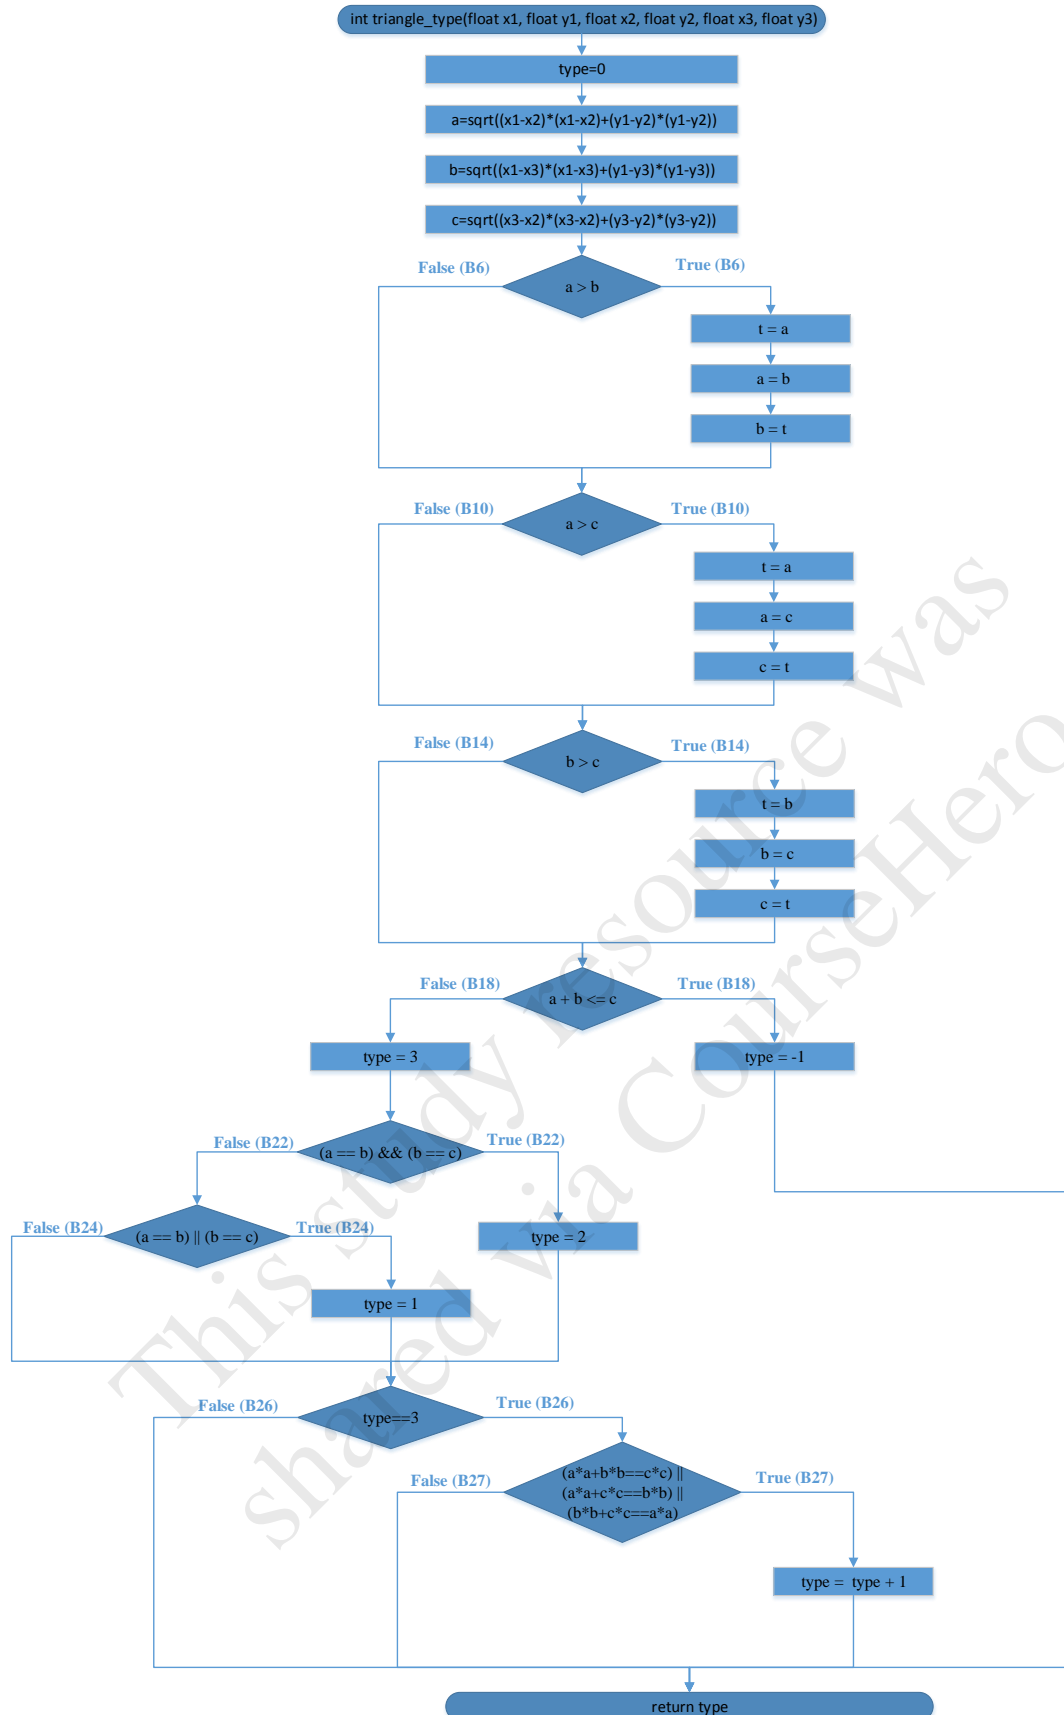 int triangle_type(float x1, float y1, float x2, float y2, float x3, float y3)
type=0
a=sqrt((x1-x2)*(x1-x2)+(y1-y2)*(y1-y2))
b=sqrt((x1-x3)*(x1-x3)+(y1-y3)*(y1-y3))
c=sqrt((x3-x2)*(x3-x2)+(y3-y2)*(y3-y2))
False (B6)
True (B6)
a > b
t = a
a = b
b = t
False (B10)
True (B10)
a > c
t = a
a = c
c = t
False (B14)
True (B14)
b > c
t = b
b = c
c = t
False (B18)
True (B18)
a + b <= c
type = 3
type = -1
False (B22)
True (B22)
(a == b) && (b == c)
False (B24)
True (B24)
(a == b) || (b == c)
type = 2
type = 1
False (B26)
True (B26)
type==3
False (B27)
True (B27)
(a*a+b*b==c*c) ||
(a*a+c*c==b*b) ||
(b*b+c*c==a*a)
type = type + 1
return type
This study resource was
shared via CourseHero